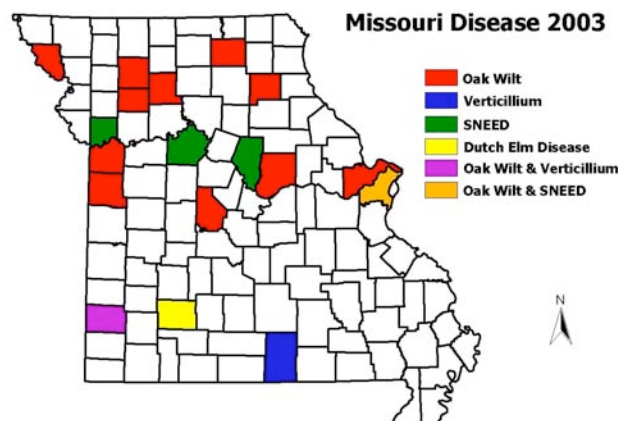 Missouri Disease 2003
Oak Wilt
Verticillium
SNEED
Dutch Elm Disease
Oak Wilt & Verticillium
Oak Wilt & SNEED
N